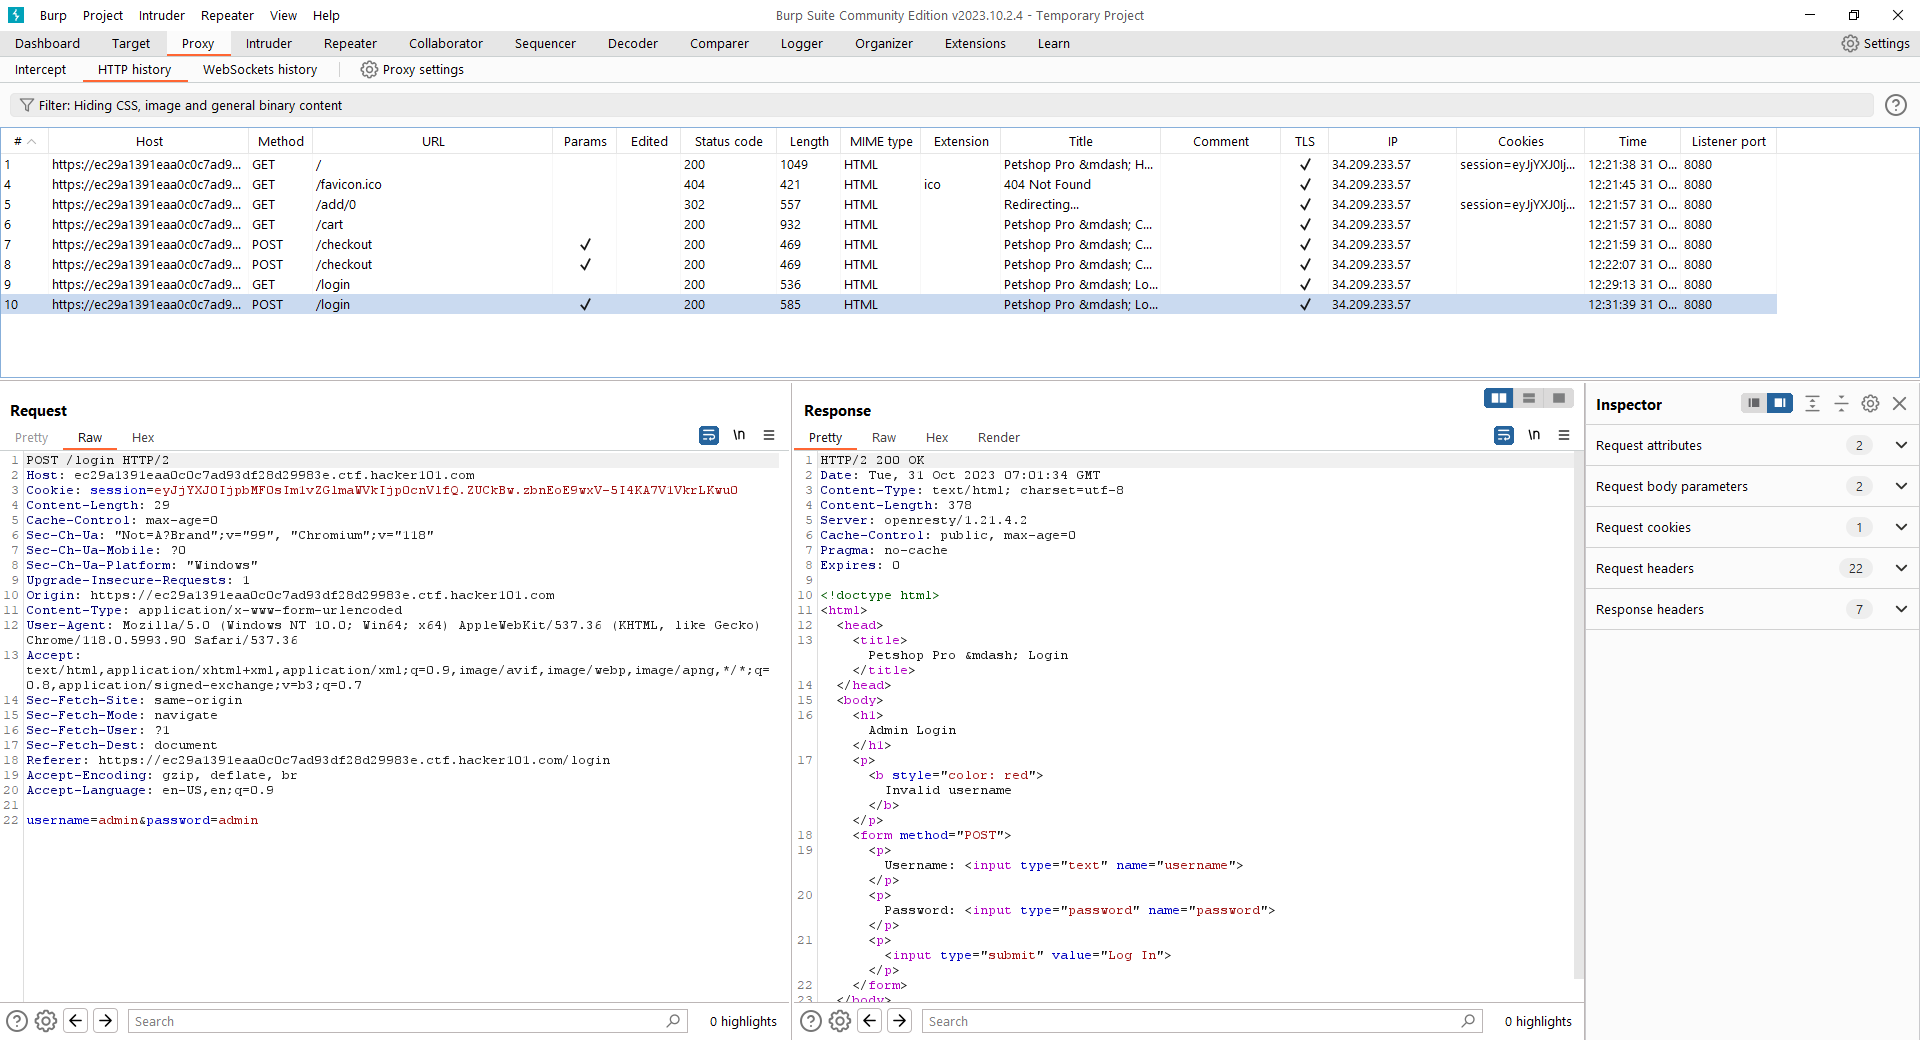 Burp Project Intruder Repeater View Help Burp Suite Community Edition v2023.10.2.4 - Temporary Project
Dashboard Target Proxy Intruder Repeater Collaborator Sequencer Decoder Comparer Logger Organizer Extensions Learn Settings
Intercept HTTP history WebSockets history Proxy settings
Filter: Hiding CSS, image and general binary content
# Host Method URL Params Edited Status code Length MIME type Extension Title Comment TLS IP Cookies Time Listener port
1 https://ec29a1391eaa0c0c7ad9... GET / 200 1049 HTML Petshop Pro &mdash; H... ✓ 34.209.233.57 session=eyJjYXJ0Ij... 12:21:38 31 O... 8080
4 https://ec29a1391eaa0c0c7ad9... GET /favicon.ico 404 421 HTML ico 404 Not Found ✓ 34.209.233.57 12:21:45 31 O... 8080
5 https://ec29a1391eaa0c0c7ad9... GET /add/0 302 557 HTML Redirecting... ✓ 34.209.233.57 session=eyJjYXJ0Ij... 12:21:57 31 O... 8080
6 https://ec29a1391eaa0c0c7ad9... GET /cart 200 932 HTML Petshop Pro &mdash; C... ✓ 34.209.233.57 12:21:57 31 O... 8080
7 https://ec29a1391eaa0c0c7ad9... POST /checkout ✓ 200 469 HTML Petshop Pro &mdash; C... ✓ 34.209.233.57 12:21:59 31 O... 8080
8 https://ec29a1391eaa0c0c7ad9... POST /checkout ✓ 200 469 HTML Petshop Pro &mdash; C... ✓ 34.209.233.57 12:22:07 31 O... 8080
9 https://ec29a1391eaa0c0c7ad9... GET /login 200 536 HTML Petshop Pro &mdash; Lo... ✓ 34.209.233.57 12:29:13 31 O... 8080
10 https://ec29a1391eaa0c0c7ad9... POST /login ✓ 200 585 HTML Petshop Pro &mdash; Lo... ✓ 34.209.233.57 12:31:39 31 O... 8080
Request
Pretty Raw Hex \n
1 POST /login HTTP/2
2 Host: ec29a1391eaa0c0c7ad93df28d29983e.ctf.hacker101.com
3 Cookie: session=eyJjYXJ0IjpbMF0sIm1vZGlmaWVkIjp0cnVlfQ.ZUCkBw.zbnEoE9wxV-5I4KA7V1VkrLKwu0
4 Content-Length: 29
5 Cache-Control: max-age=0
6 Sec-Ch-Ua: "Not=A?Brand";v="99", "Chromium";v="118"
7 Sec-Ch-Ua-Mobile: ?0
8 Sec-Ch-Ua-Platform: "Windows"
9 Upgrade-Insecure-Requests: 1
10 Origin: https://ec29a1391eaa0c0c7ad93df28d29983e.ctf.hacker101.com
11 Content-Type: application/x-www-form-urlencoded
12 User-Agent: Mozilla/5.0 (Windows NT 10.0; Win64; x64) AppleWebKit/537.36 (KHTML, like Gecko)
Chrome/118.0.5993.90 Safari/537.36
13 Accept:
text/html,application/xhtml+xml,application/xml;q=0.9,image/avif,image/webp,image/apng,*/*;q=
0.8,application/signed-exchange;v=b3;q=0.7
14 Sec-Fetch-Site: same-origin
15 Sec-Fetch-Mode: navigate
16 Sec-Fetch-User: ?1
17 Sec-Fetch-Dest: document
18 Referer: https://ec29a1391eaa0c0c7ad93df28d29983e.ctf.hacker101.com/login
19 Accept-Encoding: gzip, deflate, br
20 Accept-Language: en-US,en;q=0.9
21
22 username=admin&password=admin
Search 0 highlights
Response
Pretty Raw Hex Render \n
1 HTTP/2 200 OK
2 Date: Tue, 31 Oct 2023 07:01:34 GMT
3 Content-Type: text/html; charset=utf-8
4 Content-Length: 378
5 Server: openresty/1.21.4.2
6 Cache-Control: public, max-age=0
7 Pragma: no-cache
8 Expires: 0
9
10 <!doctype html>
11 <html>
12 <head>
13 <title>
Petshop Pro &mdash; Login
</title>
14 </head>
15 <body>
16 <h1>
Admin Login
</h1>
17 <p>
<b style="color: red">
Invalid username
</b>
</p>
18 <form method="POST">
19 <p>
Username: <input type="text" name="username">
</p>
20 <p>
Password: <input type="password" name="password">
</p>
21 <p>
<input type="submit" value="Log In">
</p>
22 </form>
23 </body>
Search 0 highlights
Inspector
Request attributes 2
Request body parameters 2
Request cookies 1
Request headers 22
Response headers 7